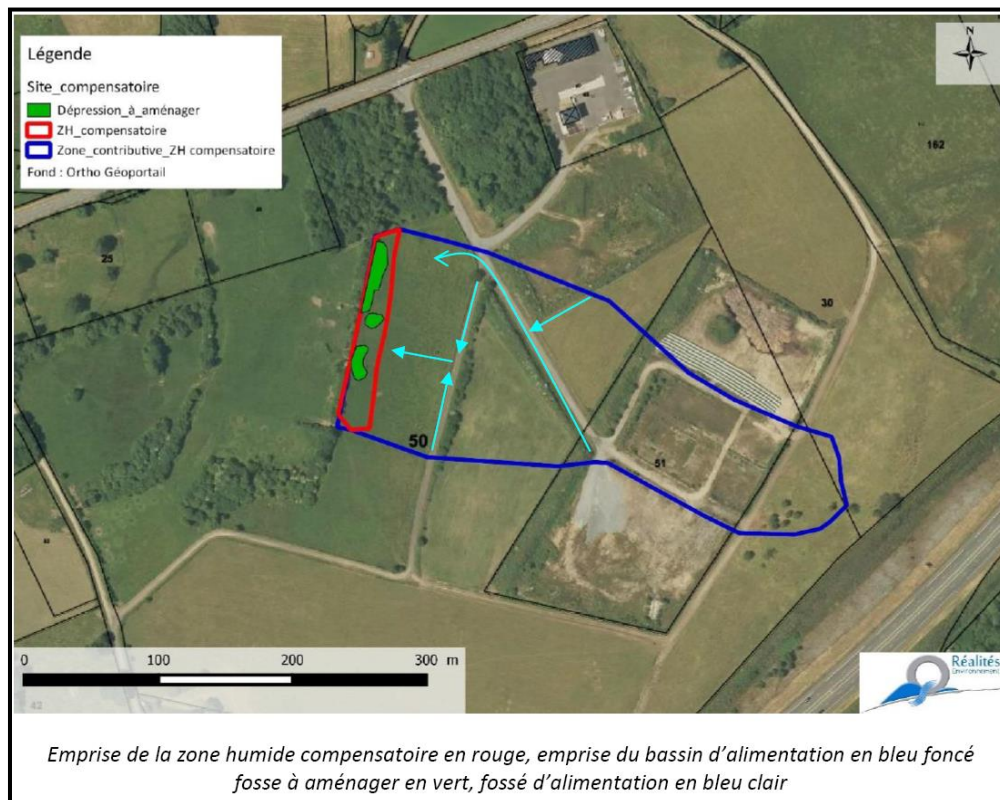 Légende
Site_compensatoire
Dépression_à_aménager
ZH_compensatoire
Zone_contributive_ZH compensatoire
Fond : Ortho Géoportail
N
162
25
30
50
51
0 100 200 300 m
42
Réalités
Environnement
Emprise de la zone humide compensatoire en rouge, emprise du bassin d’alimentation en bleu foncé
fosse à aménager en vert, fossé d’alimentation en bleu clair